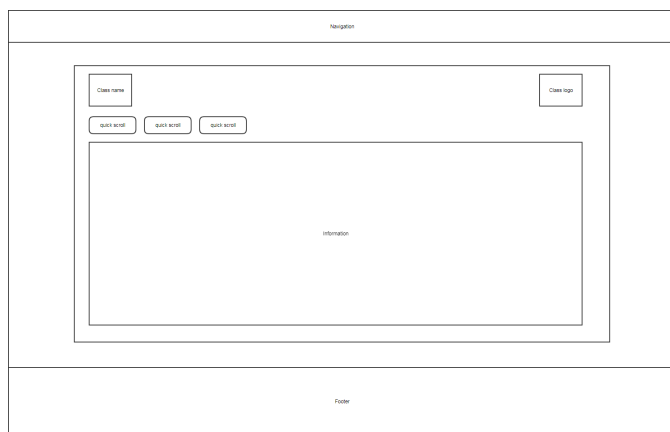 Navigation
Class name
Class logo
quick scroll
quick scroll
quick scroll
Information
Footer